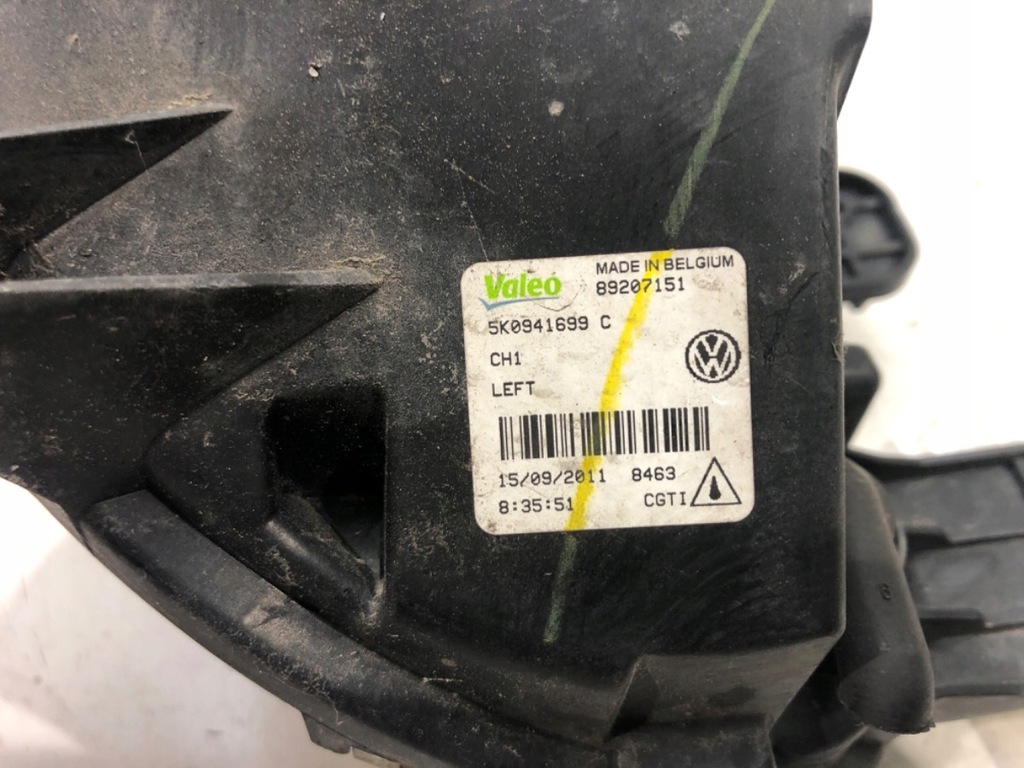 Valeo MADE IN BELGIUM
89207151
5K0941699 C
CH1
LEFT
15/09/2011 8463
8:35:51 CGTI